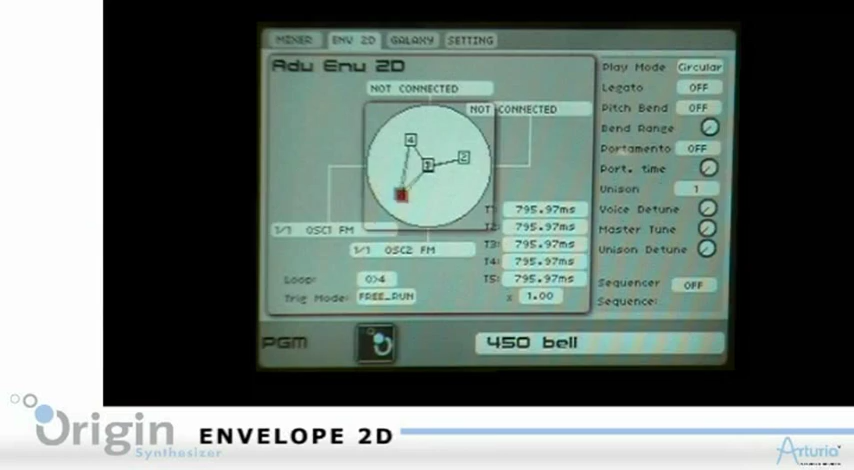 MIXER ENV 2D GALAXY SETTING
Adv Env 2D
NOT CONNECTED
NOT CONNECTED
4
2
1/1 OSC1 FM
1/1 OSC2 FM
T1: 795.97ms
T2: 795.97ms
T3: 795.97ms
T4: 795.97ms
T5: 795.97ms
Loop: 0>4
Trig Mode: FREE_RUN
x 1.00
Play Mode Circular
Legato OFF
Pitch Bend OFF
Bend Range
Portamento OFF
Port. time
Unison 1
Voice Detune
Master Tune
Unison Detune
Sequencer OFF
Sequence:
PGM
450 bell
Origin
Synthesizer
ENVELOPE 2D
Arturia